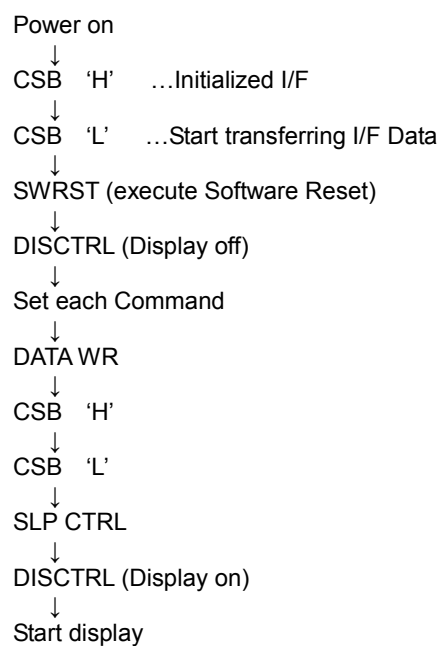 Power on
↓
CSB ‘H’ …Initialized I/F
↓
CSB ‘L’ …Start transferring I/F Data
↓
SWRST (execute Software Reset)
↓
DISCTRL (Display off)
↓
Set each Command
↓
DATA WR
↓
CSB ‘H’
↓
CSB ‘L’
↓
SLP CTRL
↓
DISCTRL (Display on)
↓
Start display